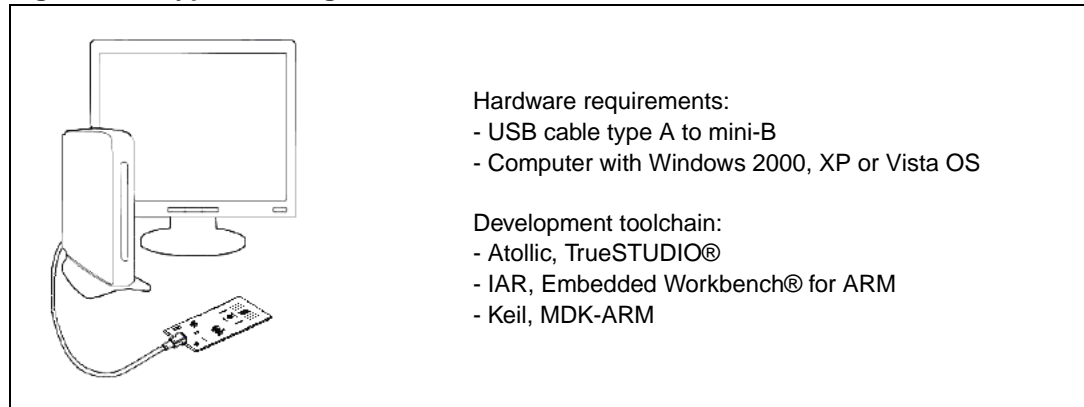 Hardware requirements:
- USB cable type A to mini-B
- Computer with Windows 2000, XP or Vista OS
Development toolchain:
- Atollic, TrueSTUDIO®
- IAR, Embedded Workbench® for ARM
- Keil, MDK-ARM